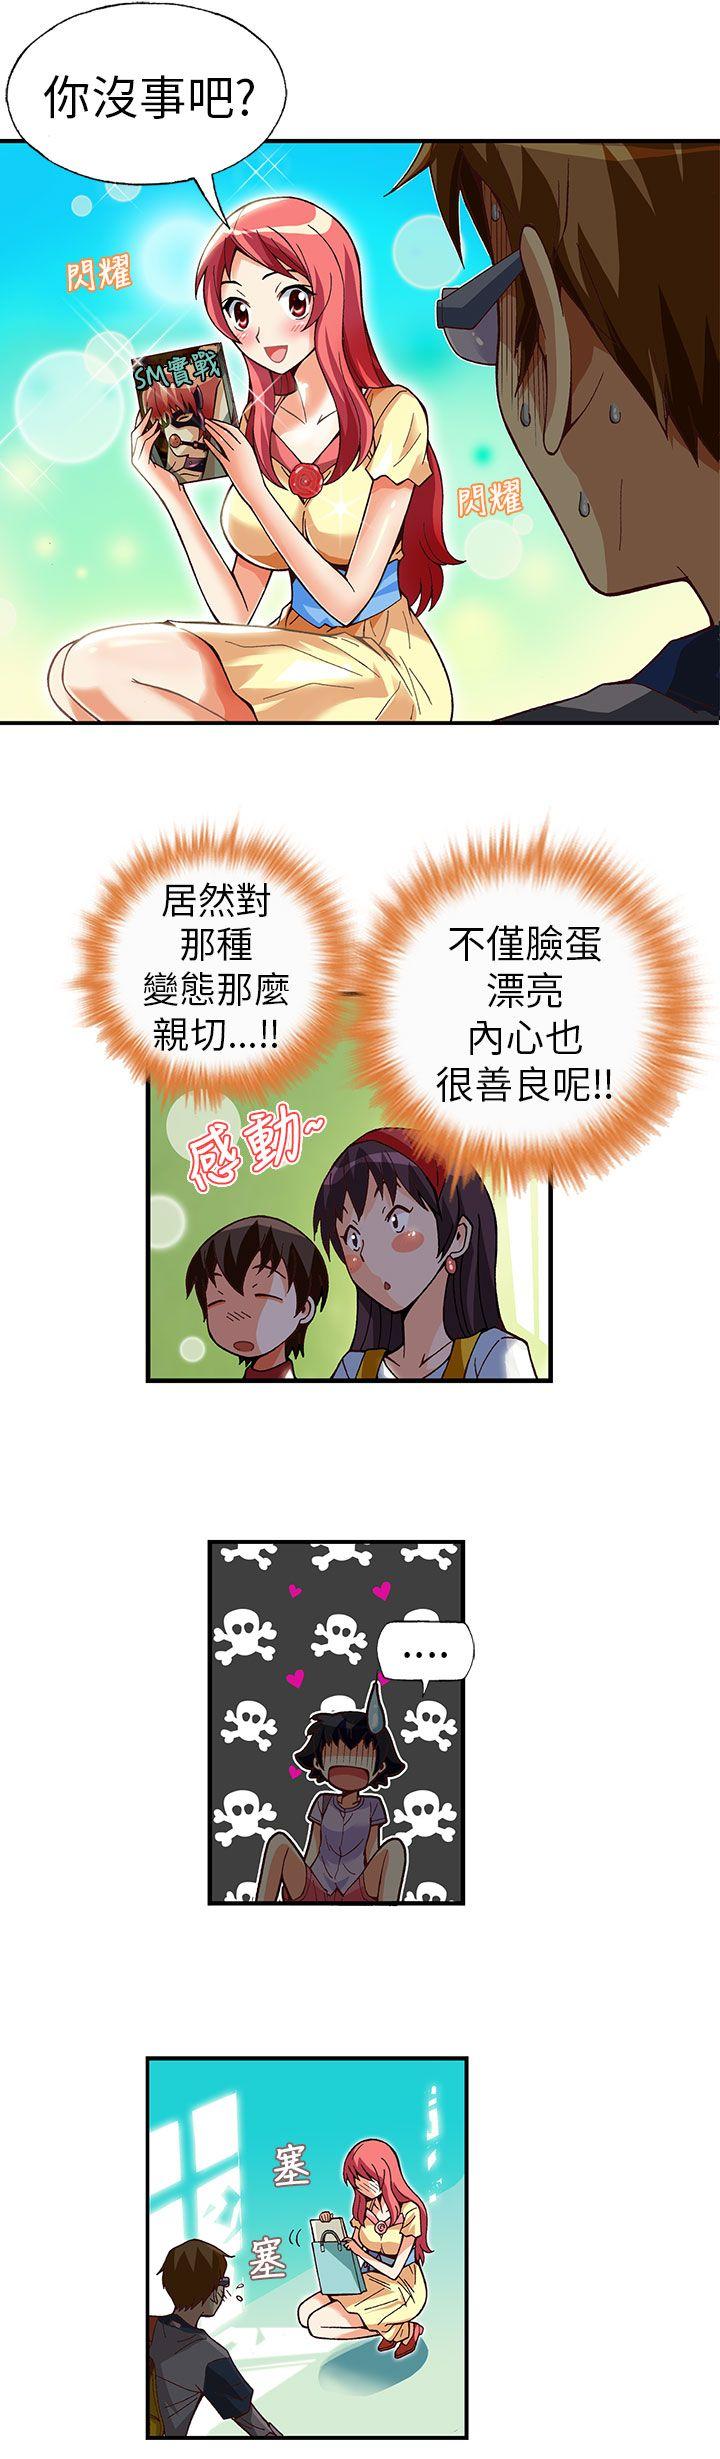 你沒事吧?
閃耀
SM實戰
閃耀
居然對
那種
變態那麼
親切...!!
不僅臉蛋
漂亮
內心也
很善良呢!!
感動~
....
塞
塞